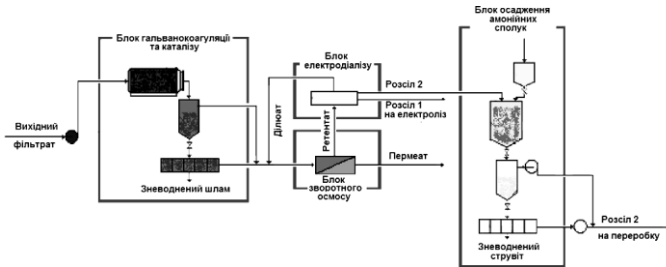 Блок гальванокоагуляції
та каталізу
Блок
електродіалізу
Блок осадження
амонійних
сполук
Розсіл 2
Розсіл 1
на електроліз
Ділюат
Ретентат
Вихідний
фільтрат
Пермеат
Блок
зворотного
осмосу
Зневоднений шлам
Розсіл 2
на переробку
Зневоднений
струвіт